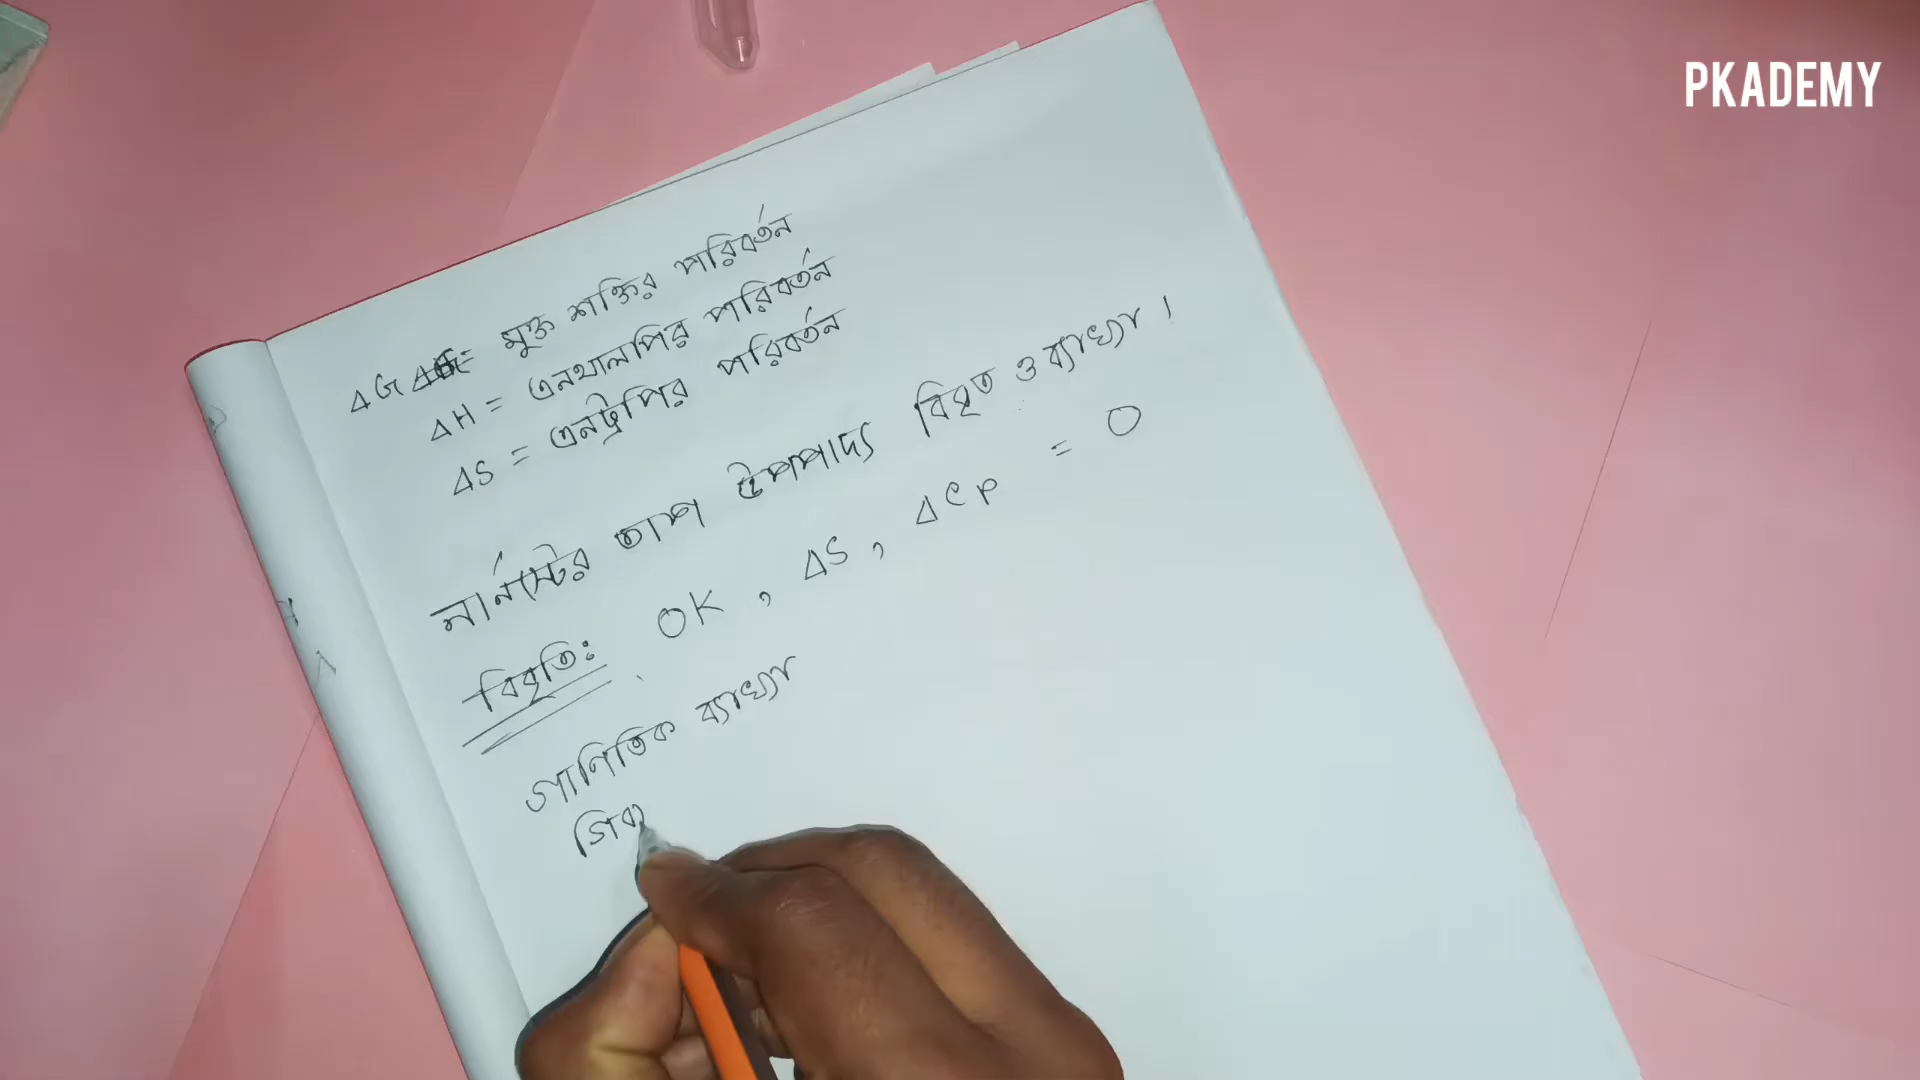 PKADEMY
ΔG = মুক্ত শক্তির পরিবর্তন
ΔH = এনথালপির পরিবর্তন
ΔS = এনট্রপির পরিবর্তন
নার্নস্টের তাপ উপপাদ্য বিবৃত ও ব্যাখ্যা।
বিবৃতিঃ OK , ΔS , ΔCP = 0
গাণিতিক ব্যাখ্যা
গিব